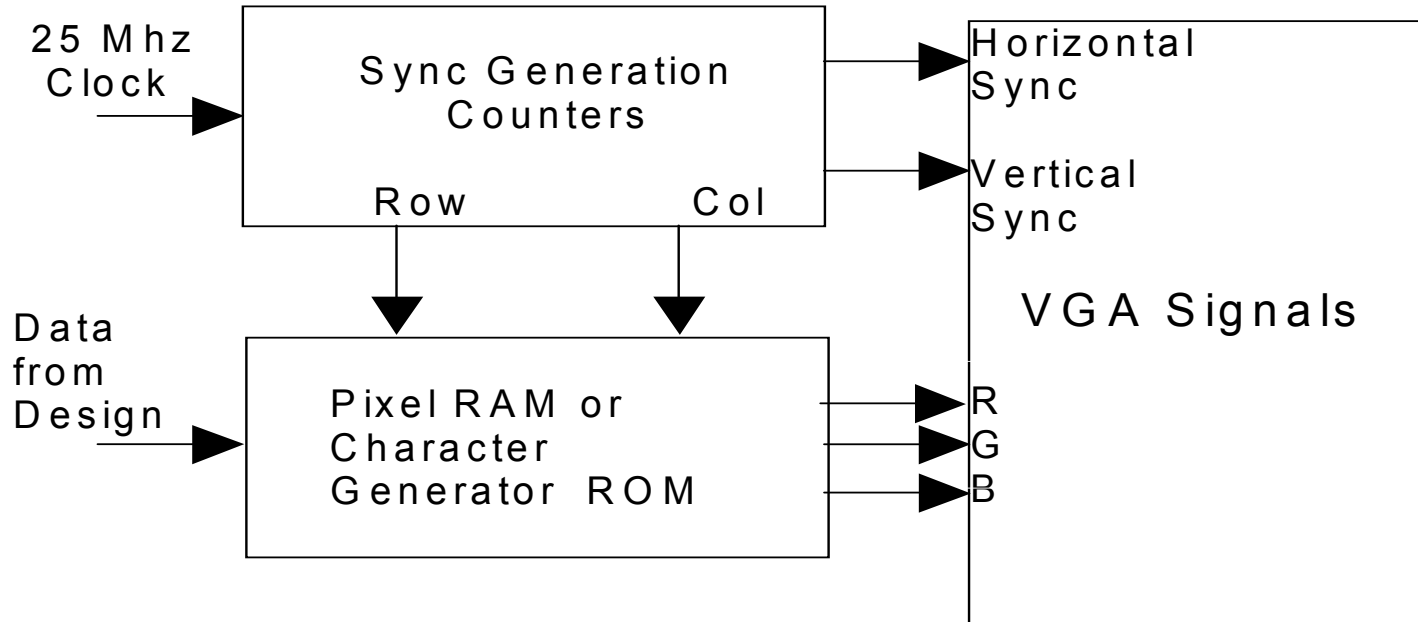 25 Mhz
Clock
Sync Generation
Counters
Row
Col
Horizontal
Sync
Vertical
Sync
VGA Signals
Data
from
Design
Pixel RAM or
Character
Generator ROM
R
G
B